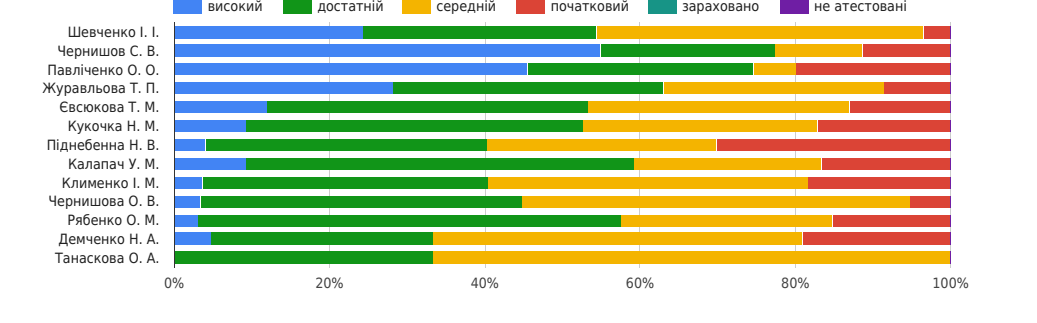 високий достатній середній початковий зараховано не атестовані
Шевченко І. І.
Чернишов С. В.
Павліченко О. О.
Журавльова Т. П.
Євсюкова Т. М.
Кукочка Н. М.
Піднебенна Н. В.
Калапач У. М.
Клименко І. М.
Чернишова О. В.
Рябенко О. М.
Демченко Н. А.
Танаскова О. А.
0% 20% 40% 60% 80% 100%